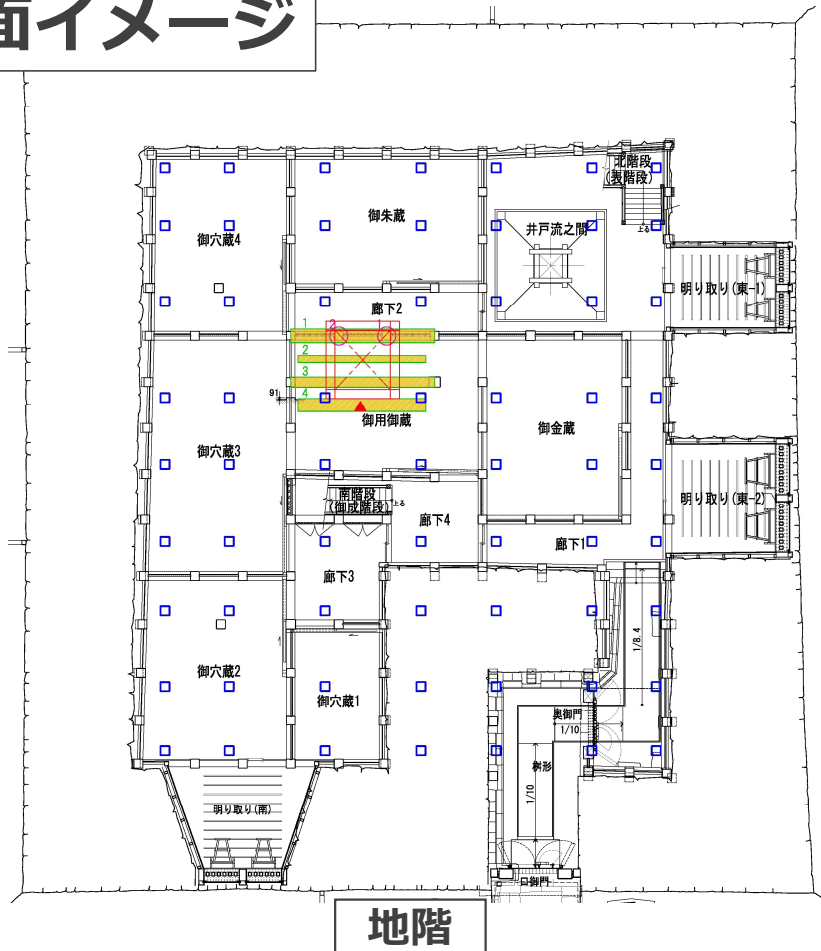 面イメージ
北階段
(表階段)
上る
御朱蔵
井戸流之間
御穴蔵4
明り取り(東-1)
廊下2
1
2
1
2
3
4
91
御用御蔵
御金蔵
御穴蔵3
明り取り(東-2)
南階段
(御成階段)
上る
廊下4
廊下1
廊下3
1/8.4
御穴蔵2
御穴蔵1
奥御門
1/10
桝形
1/10
明り取り(南)
口御門
地階